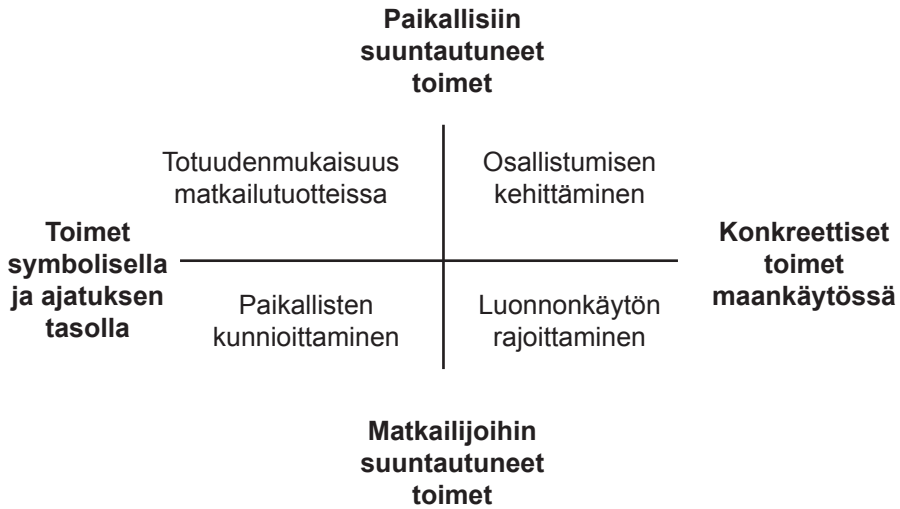 Paikallisiin
suuntautuneet
toimet
Totuudenmukaisuus
matkailutuotteissa
Osallistumisen
kehittäminen
Toimet
symbolisella
ja ajatuksen
tasolla
Konkreettiset
toimet
maankäytössä
Paikallisten
kunnioittaminen
Luonnonkäytön
rajoittaminen
Matkailijoihin
suuntautuneet
toimet